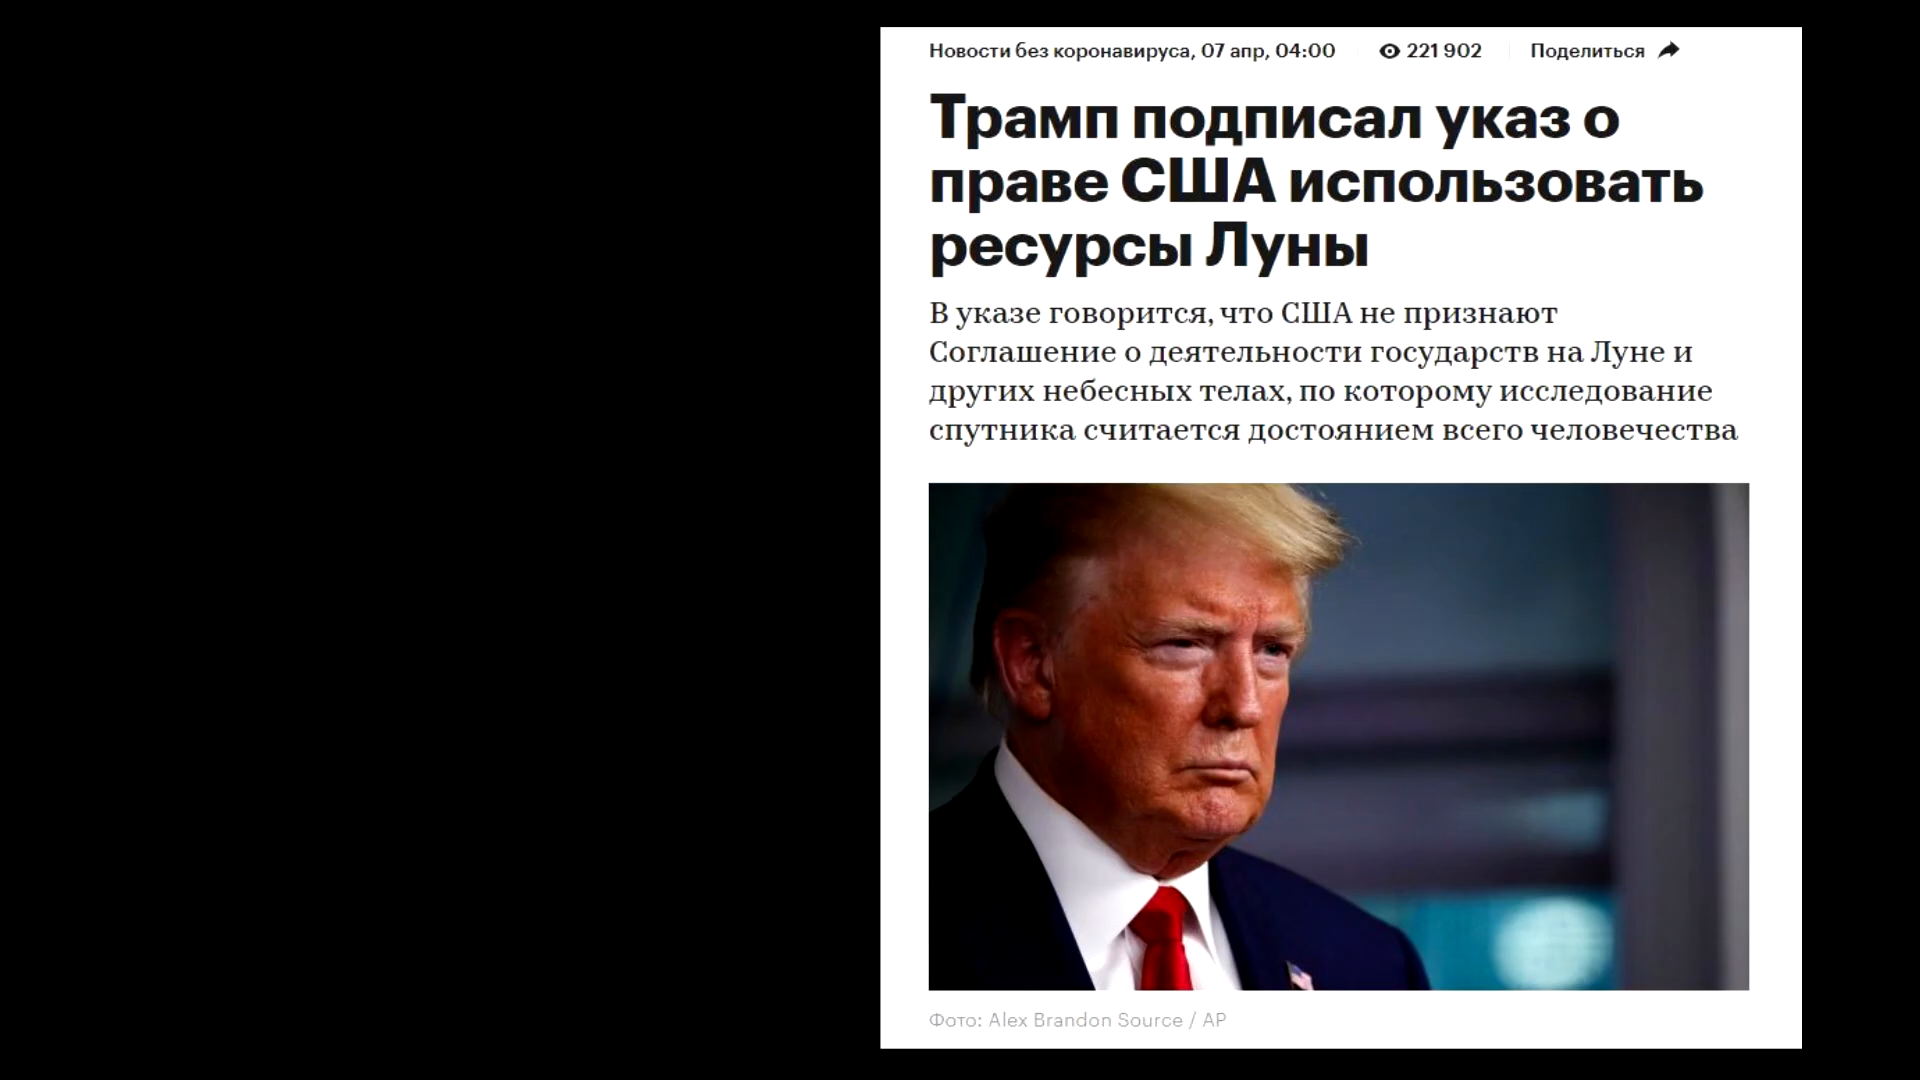 Новости без коронавируса, 07 апр, 04:00 221 902 Поделиться
Трамп подписал указ о
праве США использовать
ресурсы Луны
В указе говорится, что США не признают
Соглашение о деятельности государств на Луне и
других небесных телах, по которому исследование
спутника считается достоянием всего человечества
Фото: Alex Brandon Source / AP